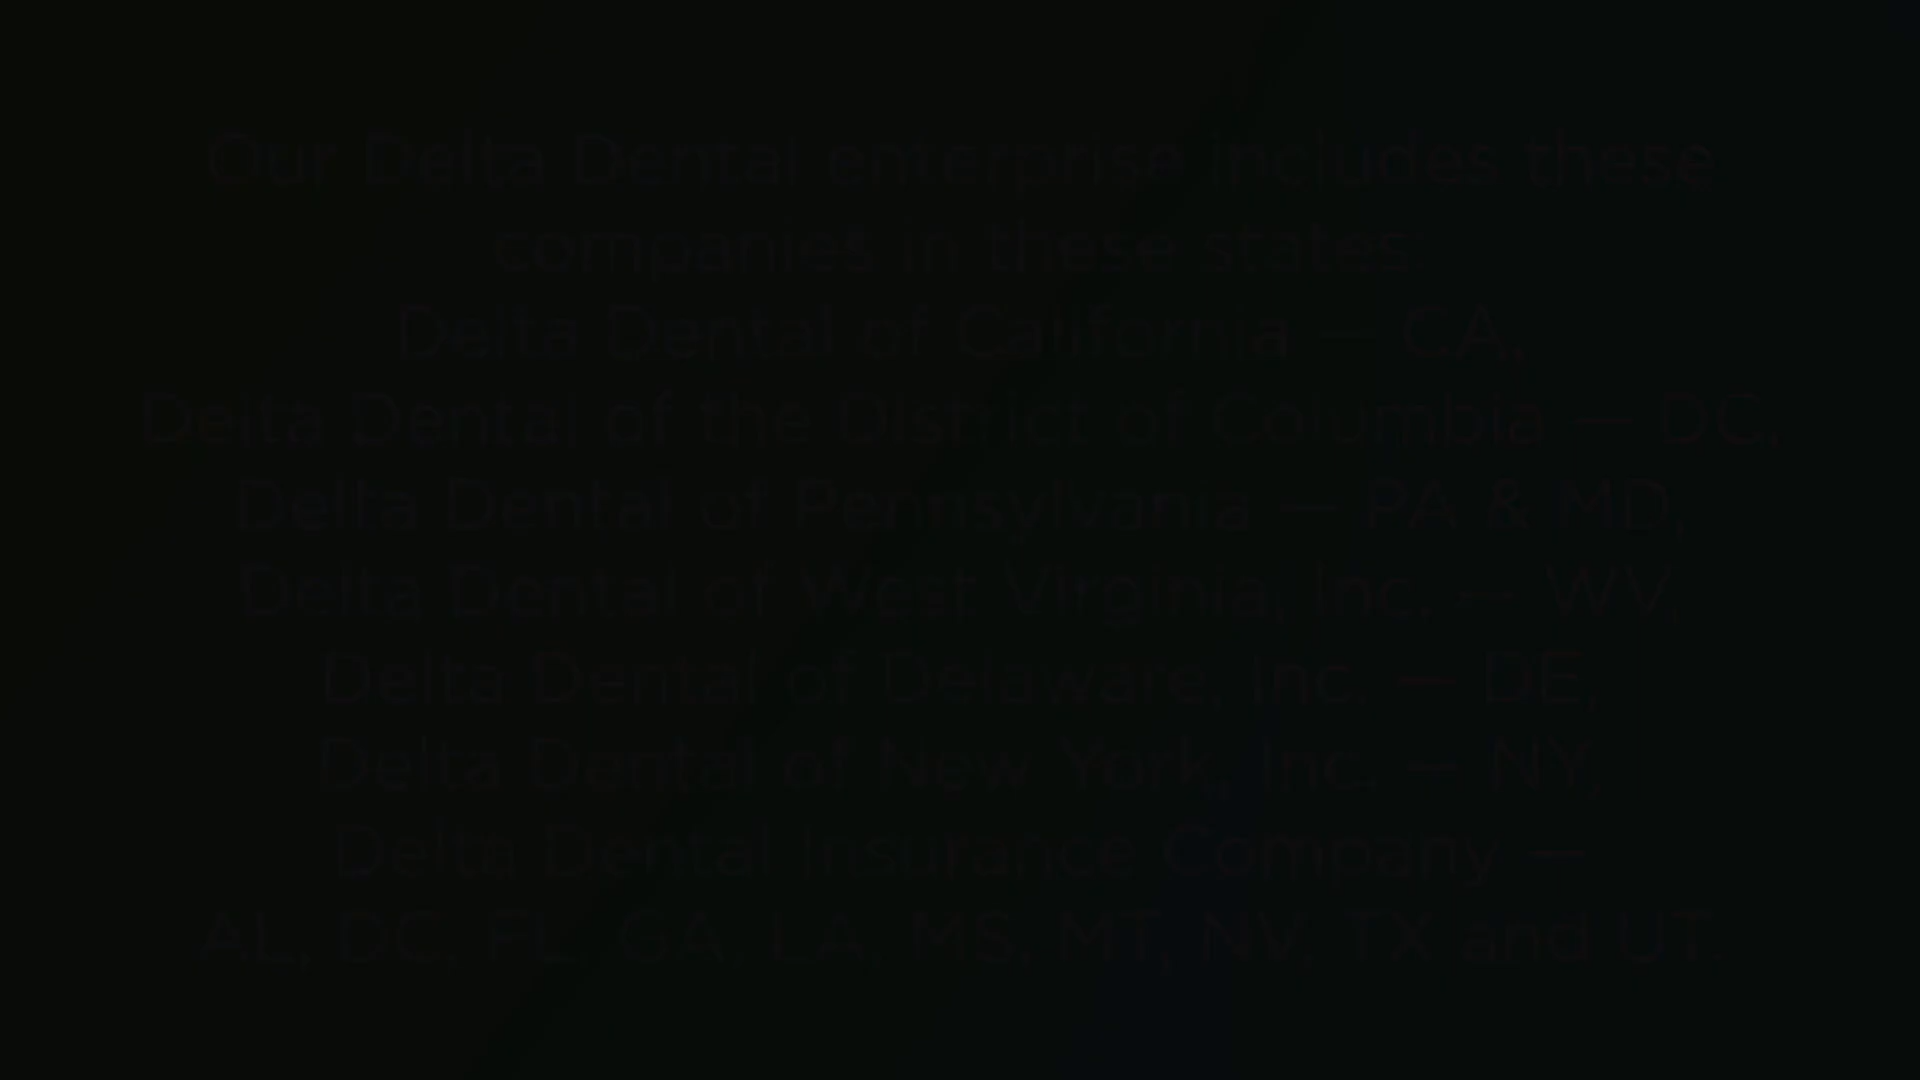 Our Delta Dental enterprise includes these
companies in these states:
Delta Dental of California — CA,
Delta Dental of the District of Columbia — DC,
Delta Dental of Pennsylvania — PA & MD,
Delta Dental of West Virginia, Inc. — WV,
Delta Dental of Delaware, Inc. — DE,
Delta Dental of New York, Inc. — NY,
Delta Dental Insurance Company —
AL, DC, FL, GA, LA, MS, MT, NV, TX and UT.